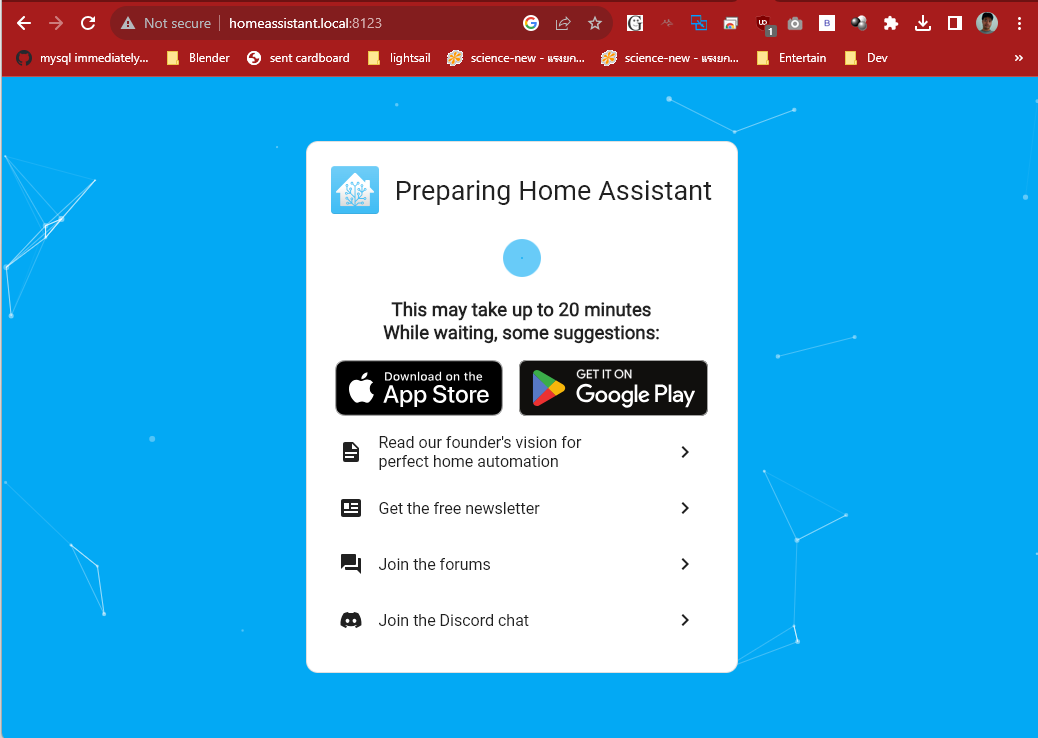 Not secure
homeassistant.local:8123
1
mysql immediately...
Blender
sent cardboard
lightsail
science-new - แรงยก...
science-new - แรงยก...
Entertain
Dev
Preparing Home Assistant
This may take up to 20 minutes
While waiting, some suggestions:
Download on the
App Store
GET IT ON
Google Play
Read our founder's vision for
perfect home automation
Get the free newsletter
Join the forums
Join the Discord chat